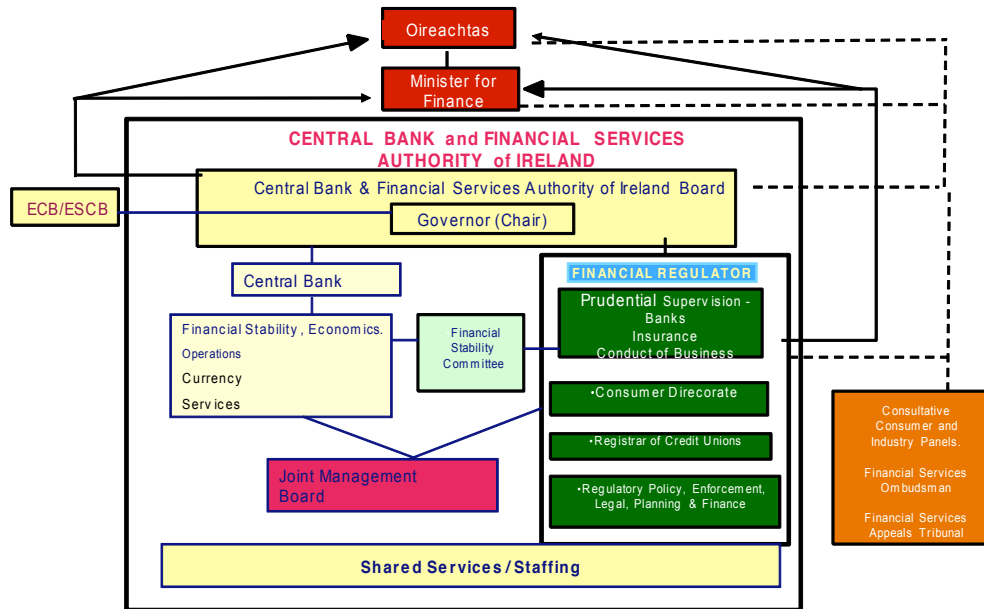 Oireachtas
Minister for
Finance
CENTRAL BANK and FINANCIAL SERVICES
AUTHORITY of IRELAND
Central Bank & Financial Services Authority of Ireland Board
Governor (Chair)
ECB/ESCB
Central Bank
Financial Stability, Economics.
Operations
Currency
Services
Financial
Stability
Committee
FINANCIAL REGULATOR
Prudential Supervision -
Banks
Insurance
Conduct of Business
•Consumer Direcorate
•Registrar of Credit Unions
•Regulatory Policy, Enforcement,
Legal, Planning & Finance
Joint Management
Board
Consultative
Consumer and
Industry Panels.
Financial Services
Ombudsman
Financial Services
Appeals Tribunal
Shared Services / Staffing